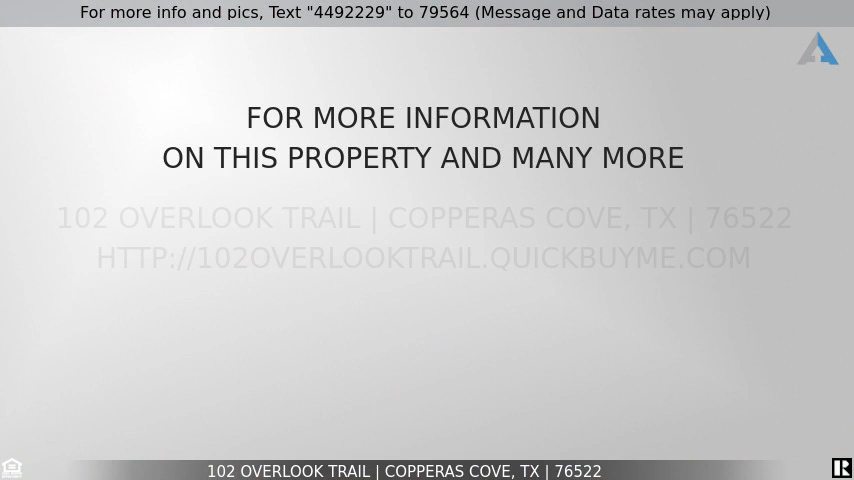 For more info and pics, Text "4492229" to 79564 (Message and Data rates may apply)
FOR MORE INFORMATION
ON THIS PROPERTY AND MANY MORE
102 OVERLOOK TRAIL | COPPERAS COVE, TX | 76522
HTTP://102OVERLOOKTRAIL.QUICKBUYME.COM
102 OVERLOOK TRAIL | COPPERAS COVE, TX | 76522